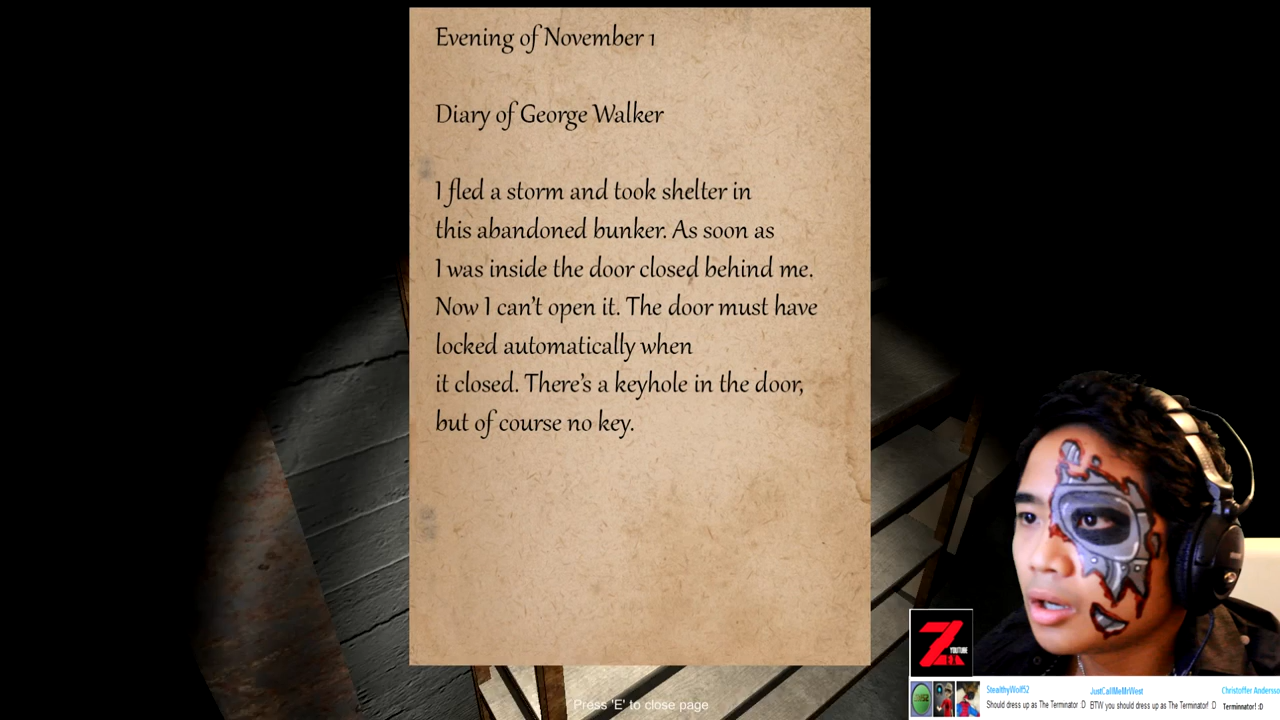 Evening of November 1
Diary of George Walker
I fled a storm and took shelter in
this abandoned bunker. As soon as
I was inside the door closed behind me.
Now I can't open it. The door must have
locked automatically when
it closed. There's a keyhole in the door,
but of course no key.
Press 'E' to close page
YOUTUBE
StealthyWolf52
Should dress up as The Terminator :D
JustCallMeMrWest
BTW you should dress up as The Terminator! :D
Christoffer Anderss
Terminnator! :D